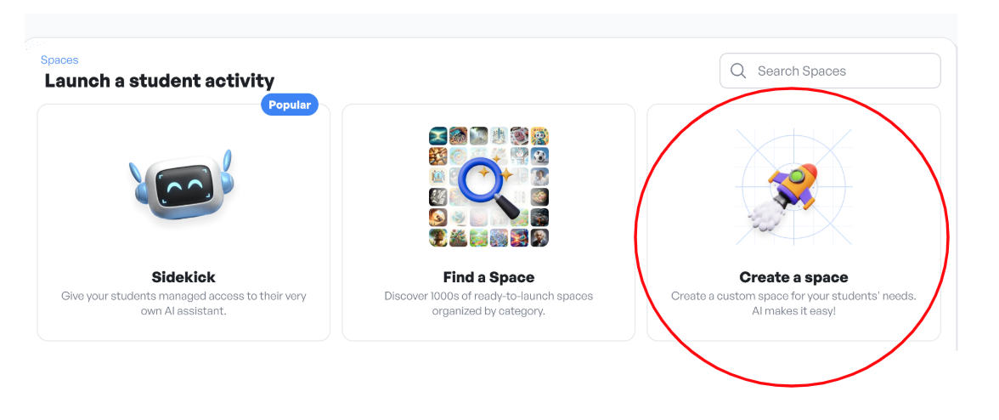 Spaces
Launch a student activity
Search Spaces
Popular
Sidekick
Give your students managed access to their very
own AI assistant.
Find a Space
Discover 1000s of ready-to-launch spaces
organized by category.
Create a space
Create a custom space for your students' needs.
AI makes it easy!